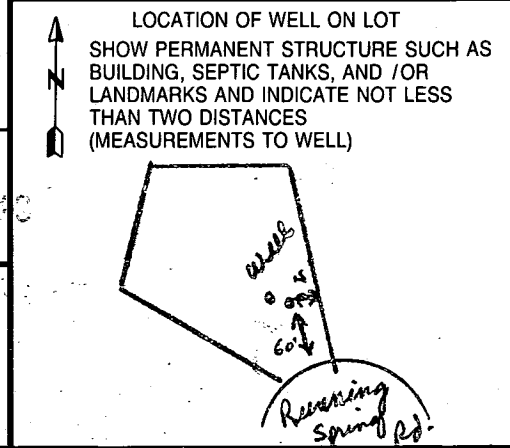 LOCATION OF WELL ON LOT
SHOW PERMANENT STRUCTURE SUCH AS
BUILDING, SEPTIC TANKS, AND /OR
LANDMARKS AND INDICATE NOT LESS
THAN TWO DISTANCES
(MEASUREMENTS TO WELL)
N
well
60'
Running
Spring Rd.